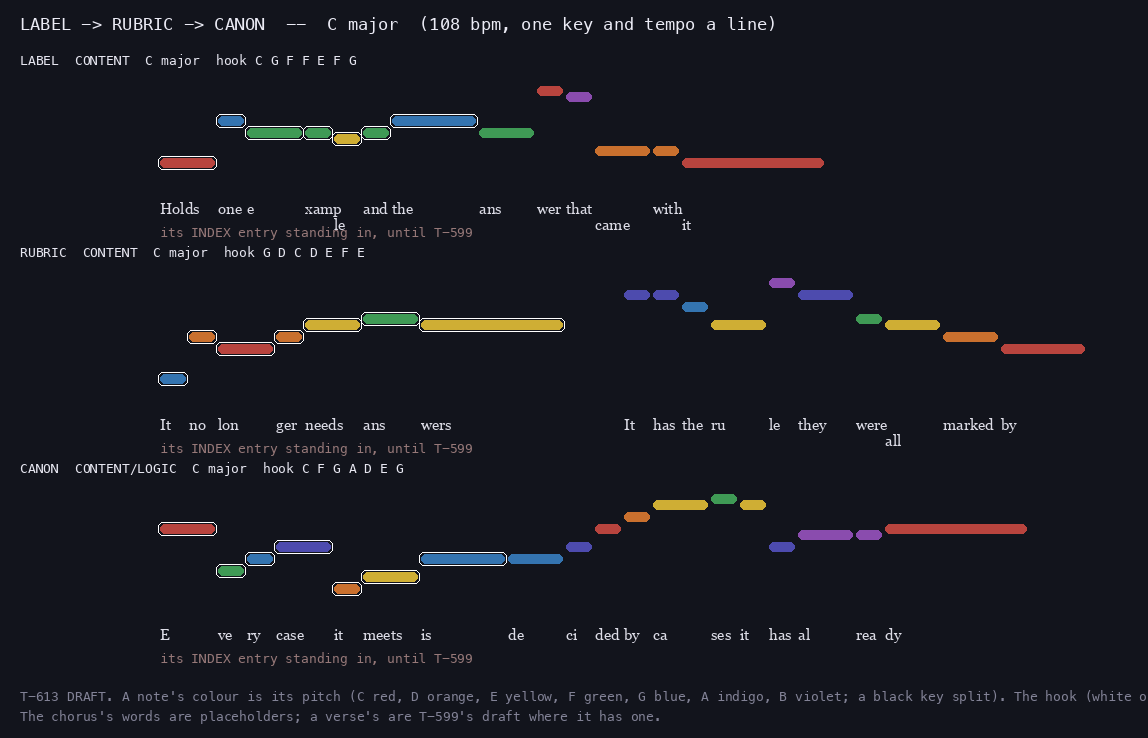 LABEL -> RUBRIC -> CANON -- C major (108 bpm, one key and tempo a line)
LABEL CONTENT C major hook C G F F E F G
Holds one e xamp and the ans wer that with
le came it
its INDEX entry standing in, until T-599
RUBRIC CONTENT C major hook G D C D E F E
It no lon ger needs ans wers It has the ru le they were marked by
all
its INDEX entry standing in, until T-599
CANON CONTENT/LOGIC C major hook C F G A D E G
E ve ry case it meets is de ci ded by ca ses it has al rea dy
its INDEX entry standing in, until T-599
T-613 DRAFT. A note's colour is its pitch (C red, D orange, E yellow, F green, G blue, A indigo, B violet; a black key split). The hook (white o
The chorus's words are placeholders; a verse's are T-599's draft where it has one.